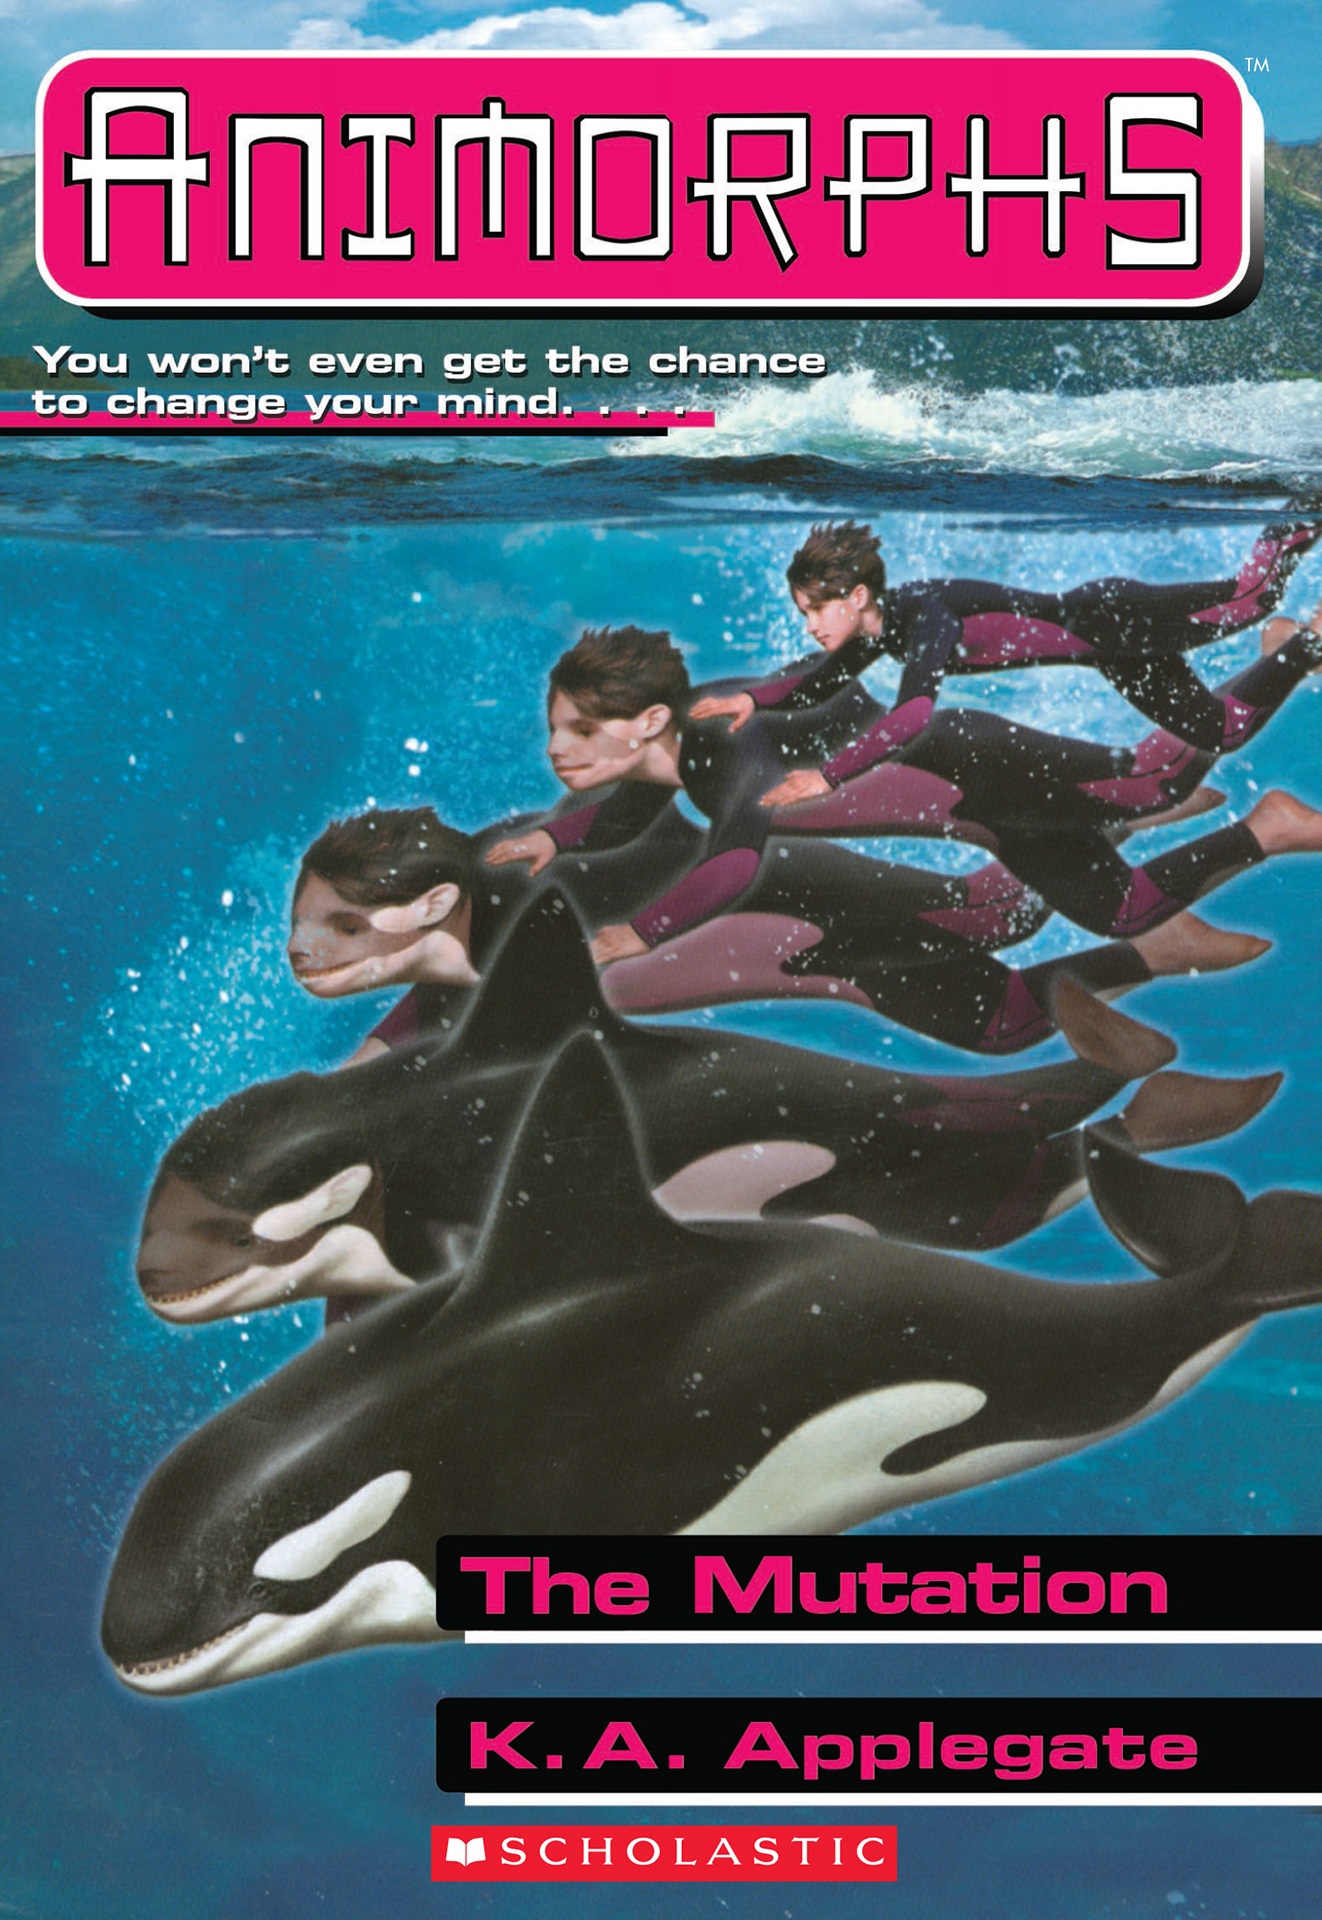 ANIMORPHS
TM
You won't even get the chance
to change your mind. . . .
The Mutation
K. A. Applegate
SCHOLASTIC